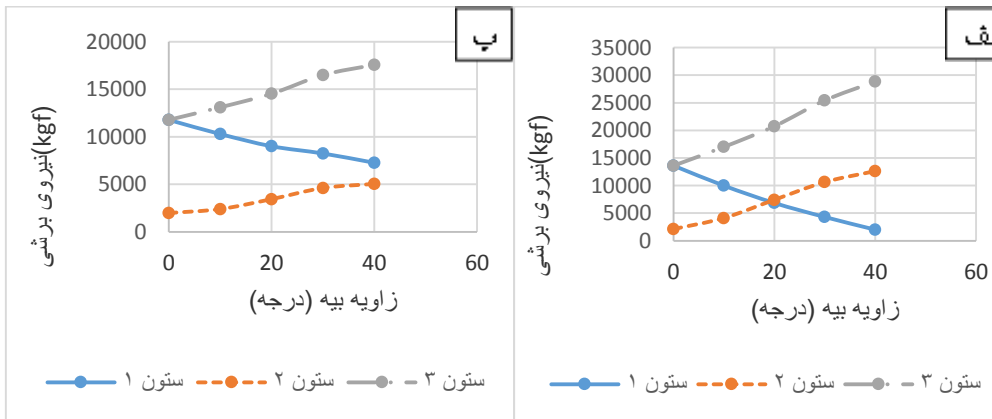 ب
20000
15000
10000
5000
0
نیروی برشی(kgf)
0 20 40 60
زاویه بیه (درجه)
ستون ۱ ستون ۲ ستون ۳
لف
35000
30000
25000
20000
15000
10000
5000
0
نیروی برشی(kgf)
0 20 40 60
زاویه بیه (درجه)
ستون ۱ ستون ۲ ستون ۳